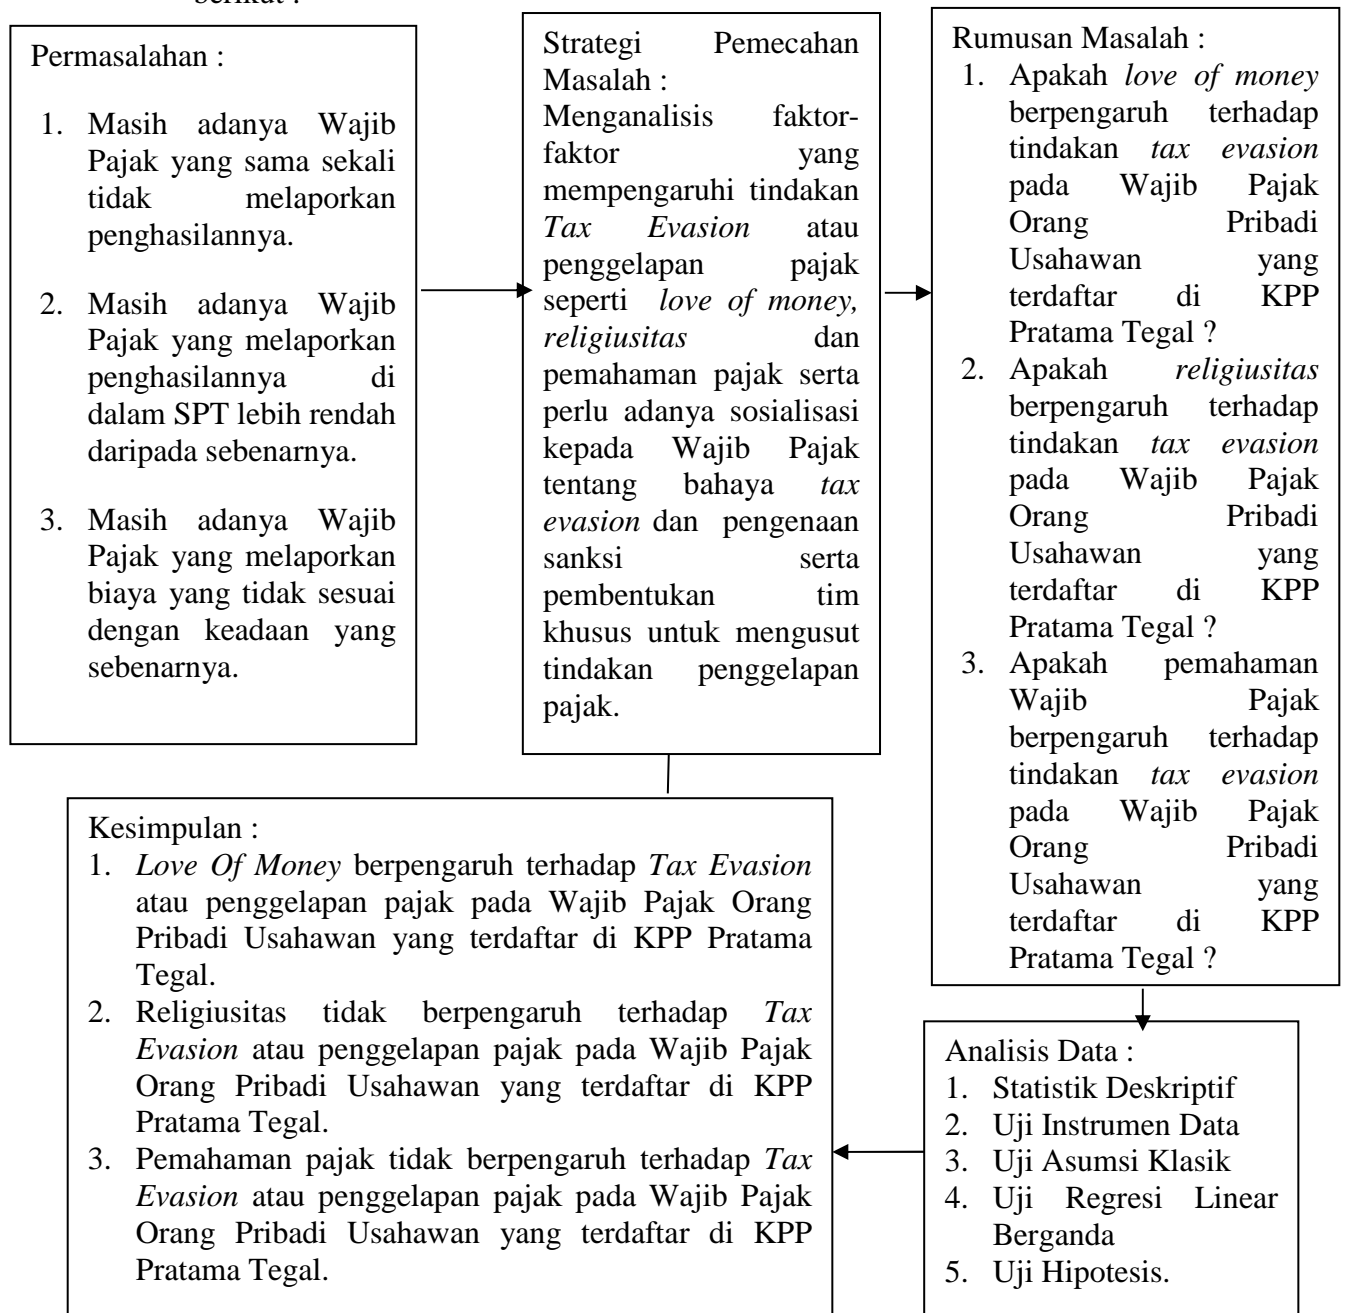 berikut :
Permasalahan :
1. Masih adanya Wajib
Pajak yang sama sekali
tidak melaporkan
penghasilannya.
2. Masih adanya Wajib
Pajak yang melaporkan
penghasilannya di
dalam SPT lebih rendah
daripada sebenarnya.
3. Masih adanya Wajib
Pajak yang melaporkan
biaya yang tidak sesuai
dengan keadaan yang
sebenarnya.
Strategi Pemecahan
Masalah :
Menganalisis faktor-
faktor yang
mempengaruhi tindakan
Tax Evasion atau
penggelapan pajak
seperti love of money,
religiusitas dan
pemahaman pajak serta
perlu adanya sosialisasi
kepada Wajib Pajak
tentang bahaya tax
evasion dan pengenaan
sanksi serta
pembentukan tim
khusus untuk mengusut
tindakan penggelapan
pajak.
Rumusan Masalah :
1. Apakah love of money
berpengaruh terhadap
tindakan tax evasion
pada Wajib Pajak
Orang Pribadi
Usahawan yang
terdaftar di KPP
Pratama Tegal ?
2. Apakah religiusitas
berpengaruh terhadap
tindakan tax evasion
pada Wajib Pajak
Orang Pribadi
Usahawan yang
terdaftar di KPP
Pratama Tegal ?
3. Apakah pemahaman
Wajib Pajak
berpengaruh terhadap
tindakan tax evasion
pada Wajib Pajak
Orang Pribadi
Usahawan yang
terdaftar di KPP
Pratama Tegal ?
Analisis Data :
1. Statistik Deskriptif
2. Uji Instrumen Data
3. Uji Asumsi Klasik
4. Uji Regresi Linear
Berganda
5. Uji Hipotesis.
Kesimpulan :
1. Love Of Money berpengaruh terhadap Tax Evasion
atau penggelapan pajak pada Wajib Pajak Orang
Pribadi Usahawan yang terdaftar di KPP Pratama
Tegal.
2. Religiusitas tidak berpengaruh terhadap Tax
Evasion atau penggelapan pajak pada Wajib Pajak
Orang Pribadi Usahawan yang terdaftar di KPP
Pratama Tegal.
3. Pemahaman pajak tidak berpengaruh terhadap Tax
Evasion atau penggelapan pajak pada Wajib Pajak
Orang Pribadi Usahawan yang terdaftar di KPP
Pratama Tegal.